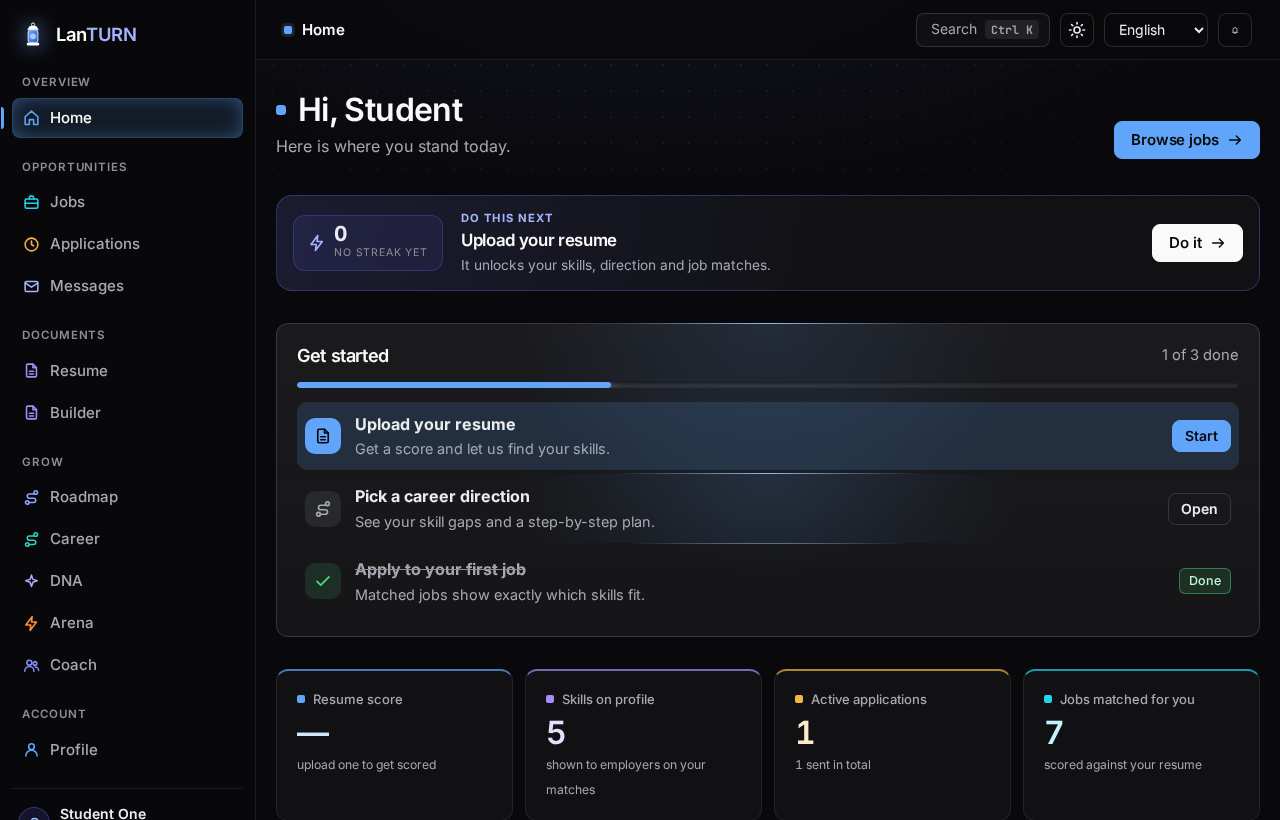 LanTURN
OVERVIEW
Home
OPPORTUNITIES
Jobs
Applications
Messages
DOCUMENTS
Resume
Builder
GROW
Roadmap
Career
DNA
Arena
Coach
ACCOUNT
Profile
Student One
Home
Search Ctrl K
English
Hi, Student
Here is where you stand today.
Browse jobs →
0
NO STREAK YET
DO THIS NEXT
Upload your resume
It unlocks your skills, direction and job matches.
Do it →
Get started
1 of 3 done
Upload your resume
Get a score and let us find your skills.
Start
Pick a career direction
See your skill gaps and a step-by-step plan.
Open
Apply to your first job
Matched jobs show exactly which skills fit.
Done
Resume score
—
upload one to get scored
Skills on profile
5
shown to employers on your
matches
Active applications
1
1 sent in total
Jobs matched for you
7
scored against your resume